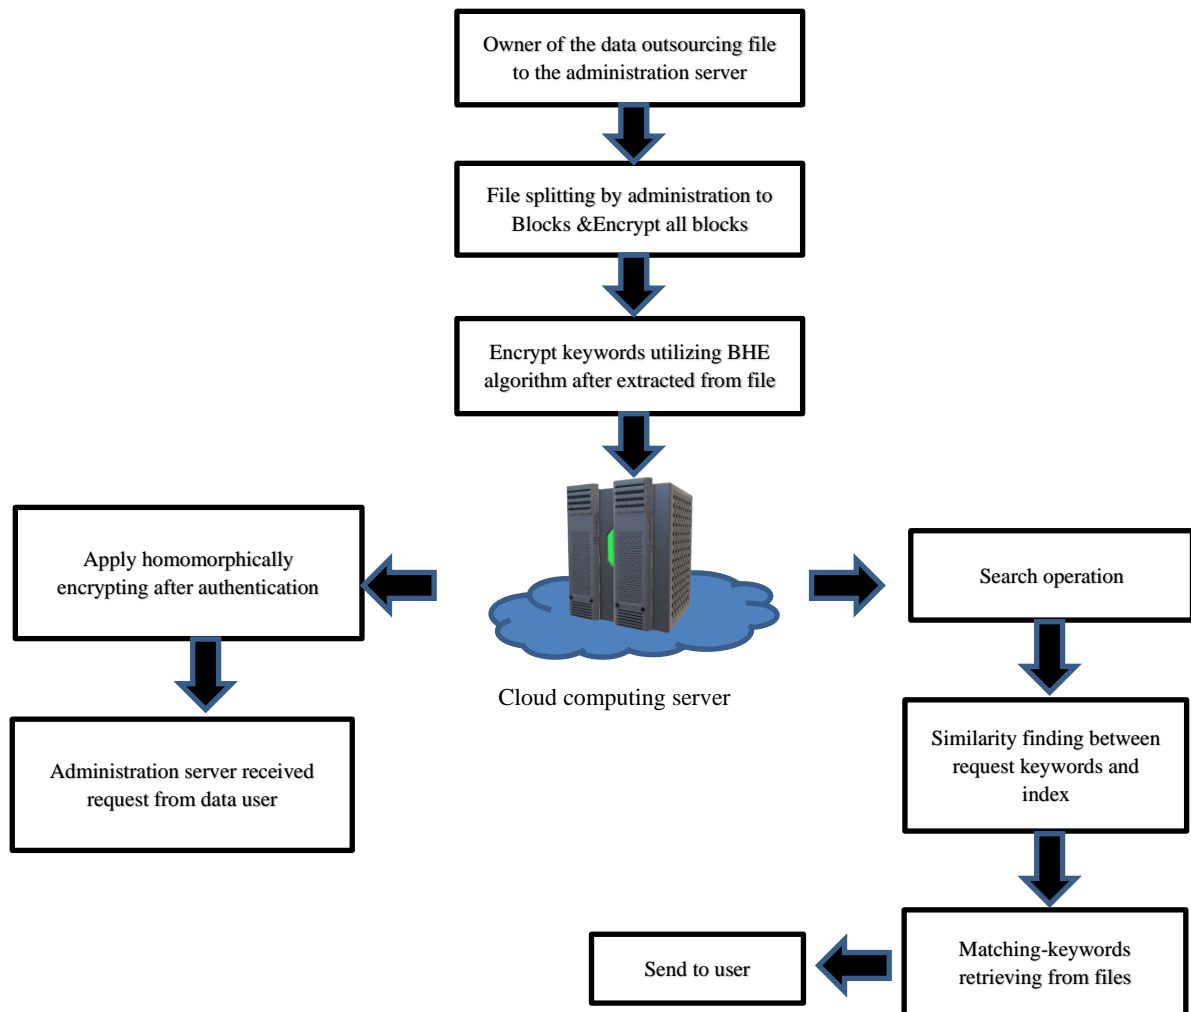 Owner of the data outsourcing file
to the administration server
File splitting by administration to
Blocks &Encrypt all blocks
Encrypt keywords utilizing BHE
algorithm after extracted from file
Apply homomorphically
encrypting after authentication
Search operation
Cloud computing server
Administration server received
request from data user
Similarity finding between
request keywords and
index
Matching-keywords
retrieving from files
Send to user